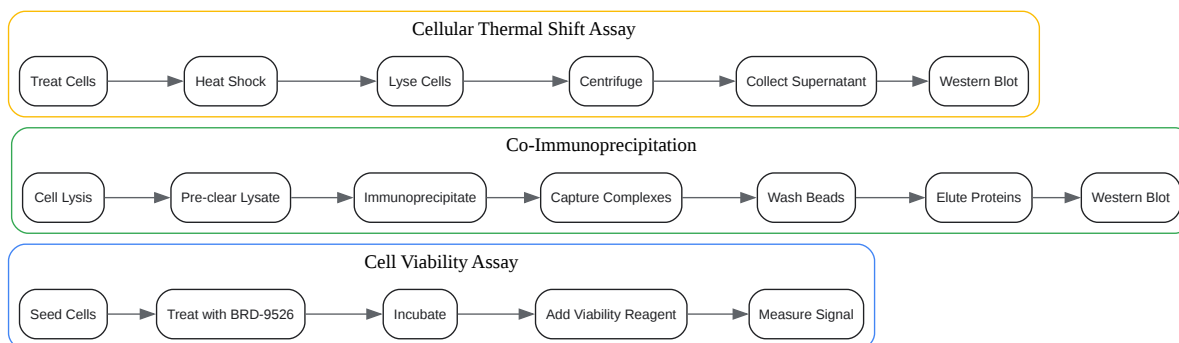 Cellular Thermal Shift Assay
Treat Cells
Heat Shock
Lyse Cells
Centrifuge
Collect Supernatant
Western Blot
Co-Immunoprecipitation
Cell Lysis
Pre-clear Lysate
Immunoprecipitate
Capture Complexes
Wash Beads
Elute Proteins
Western Blot
Cell Viability Assay
Seed Cells
Treat with BRD-9526
Incubate
Add Viability Reagent
Measure Signal